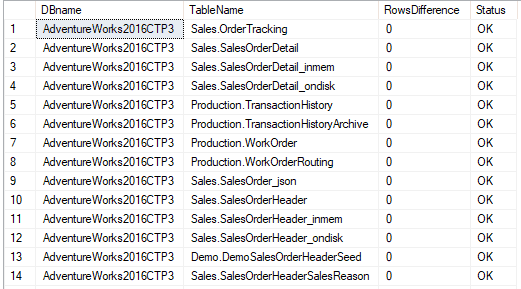 DBname TableName RowsDifference Status
1 AdventureWorks2016CTP3 Sales.OrderTracking 0 OK
2 AdventureWorks2016CTP3 Sales.SalesOrderDetail 0 OK
3 AdventureWorks2016CTP3 Sales.SalesOrderDetail_inmem 0 OK
4 AdventureWorks2016CTP3 Sales.SalesOrderDetail_ondisk 0 OK
5 AdventureWorks2016CTP3 Production.TransactionHistory 0 OK
6 AdventureWorks2016CTP3 Production.TransactionHistoryArchive 0 OK
7 AdventureWorks2016CTP3 Production.WorkOrder 0 OK
8 AdventureWorks2016CTP3 Production.WorkOrderRouting 0 OK
9 AdventureWorks2016CTP3 Sales.SalesOrder_json 0 OK
10 AdventureWorks2016CTP3 Sales.SalesOrderHeader 0 OK
11 AdventureWorks2016CTP3 Sales.SalesOrderHeader_inmem 0 OK
12 AdventureWorks2016CTP3 Sales.SalesOrderHeader_ondisk 0 OK
13 AdventureWorks2016CTP3 Demo.DemoSalesOrderHeaderSeed 0 OK
14 AdventureWorks2016CTP3 Sales.SalesOrderHeaderSalesReason 0 OK